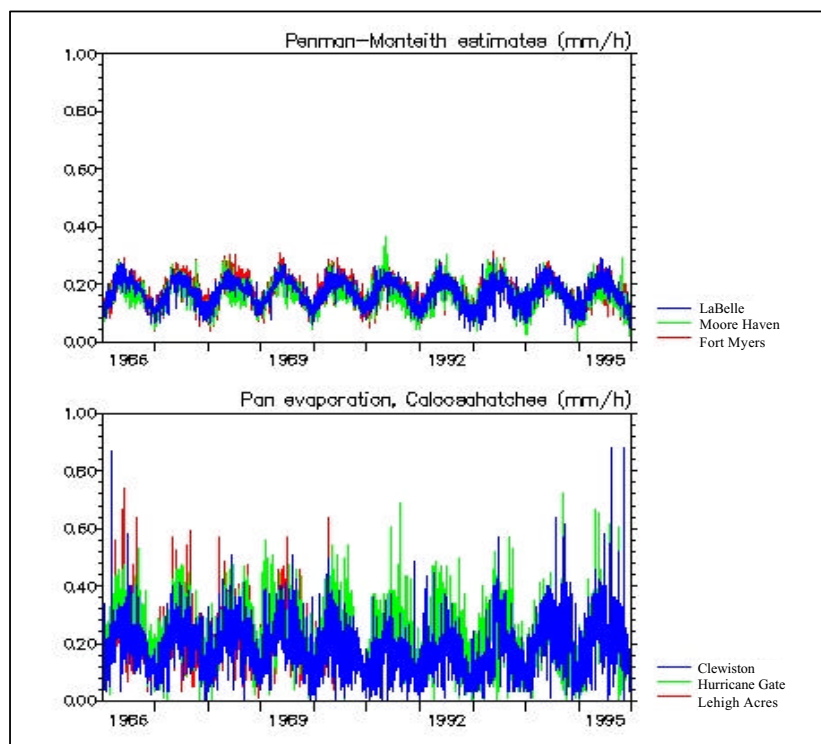 Penman-Monteith estimates (mm/h)
1.00
0.80
0.60
0.40
0.20
0.00
1986 1989 1992 1995
LaBelle
Moore Haven
Fort Myers
Pan evaporation, Caloosahatchee (mm/h)
1.00
0.80
0.60
0.40
0.20
0.00
1986 1989 1992 1995
Clewiston
Hurricane Gate
Lehigh Acres